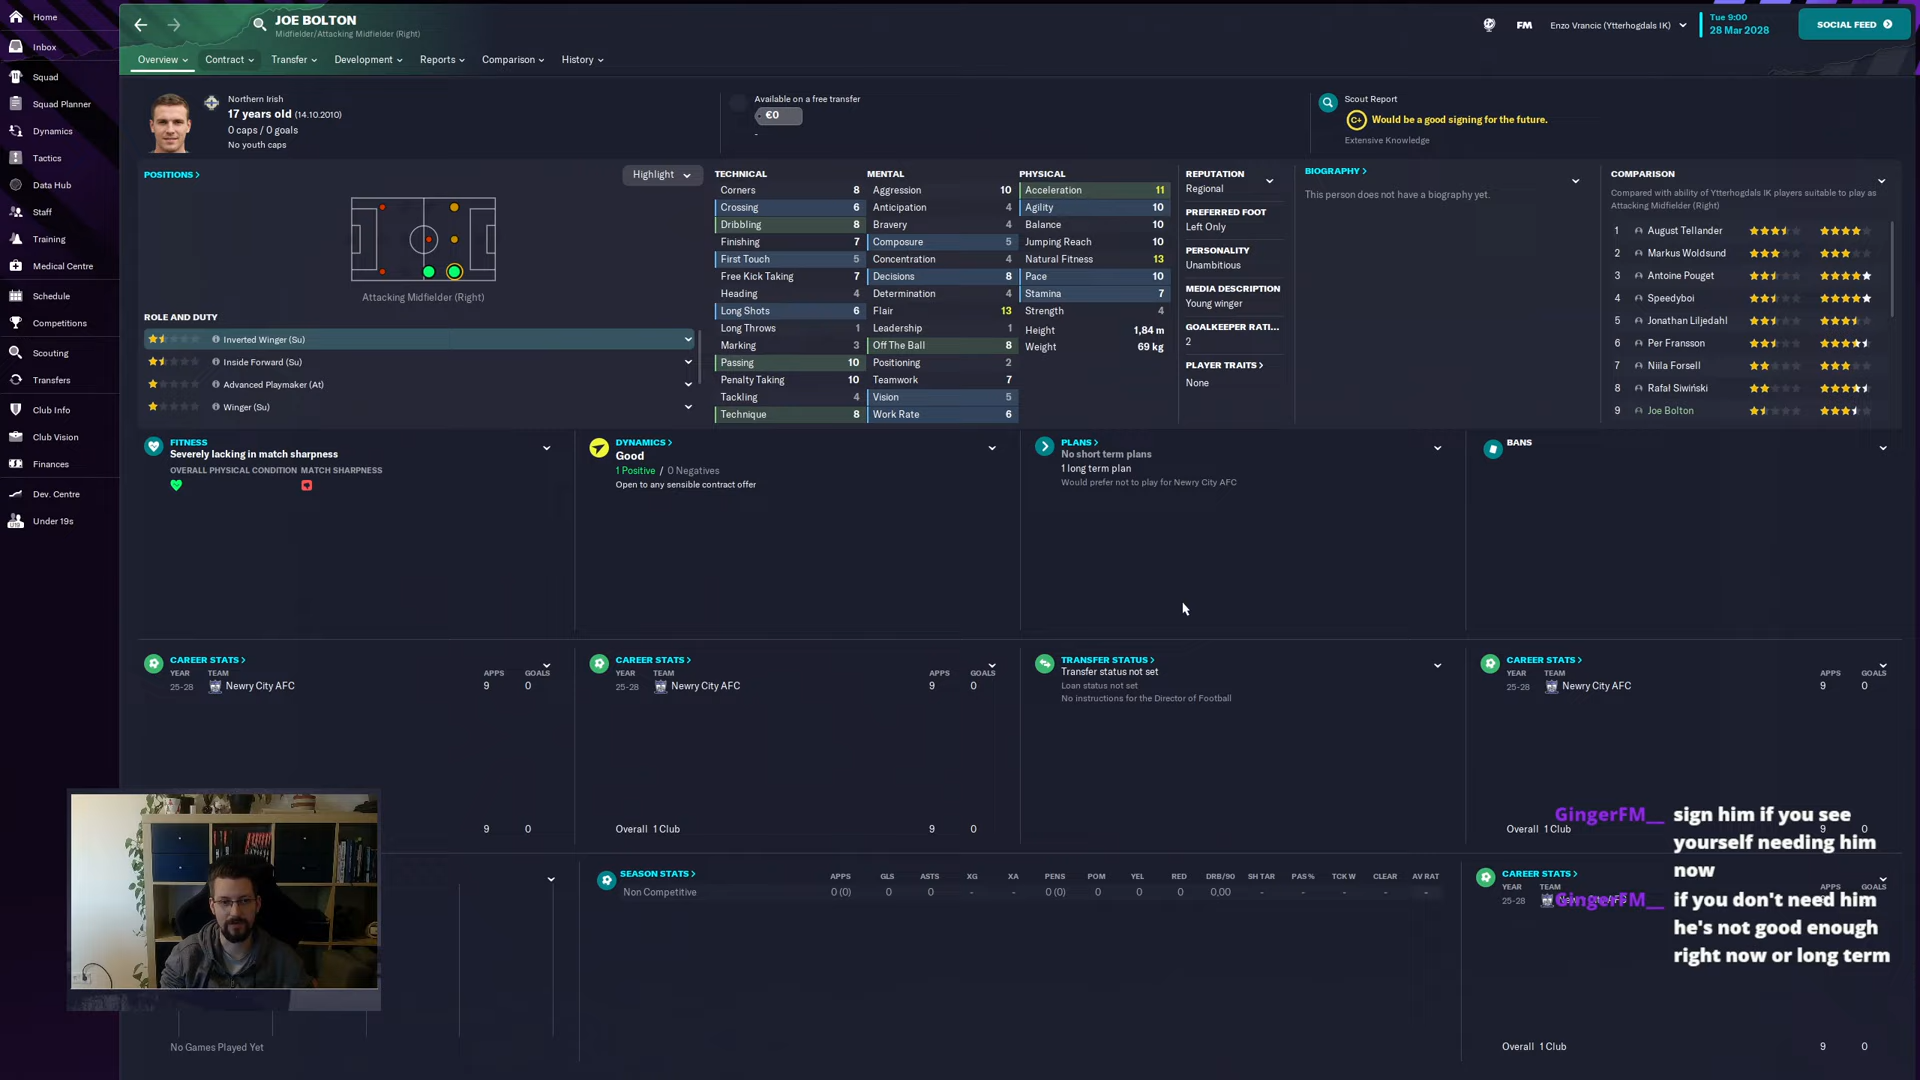 Home
Inbox
Squad
Squad Planner
Dynamics
Tactics
Data Hub
Staff
Training
Medical Centre
Schedule
Competitions
Scouting
Transfers
Club Info
Club Vision
Finances
Dev. Centre
Under 19s
JOE BOLTON
Midfielder/Attacking Midfielder (Right)
FM
Enzo Vrancic (Ytterhogdals IK)
Tue 9:00
28 Mar 2028
SOCIAL FEED
Overview Contract Transfer Development Reports Comparison History
Northern Irish
17 years old (14.10.2010)
0 caps / 0 goals
No youth caps
Available on a free transfer
€0
-
Scout Report
C+ Would be a good signing for the future.
Extensive Knowledge
POSITIONS >
Highlight
Attacking Midfielder (Right)
ROLE AND DUTY
Inverted Winger (Su)
Inside Forward (Su)
Advanced Playmaker (At)
Winger (Su)
TECHNICAL
Corners 8
Crossing 6
Dribbling 8
Finishing 7
First Touch 5
Free Kick Taking 7
Heading 4
Long Shots 6
Long Throws 1
Marking 3
Passing 10
Penalty Taking 10
Tackling 4
Technique 8
MENTAL
Aggression 10
Anticipation 4
Bravery 4
Composure 5
Concentration 4
Decisions 8
Determination 4
Flair 13
Leadership 1
Off The Ball 8
Positioning 2
Teamwork 7
Vision 5
Work Rate 6
PHYSICAL
Acceleration 11
Agility 10
Balance 10
Jumping Reach 10
Natural Fitness 13
Pace 10
Stamina 7
Strength 4
Height 1,84 m
Weight 69 kg
REPUTATION
Regional
PREFERRED FOOT
Left Only
PERSONALITY
Unambitious
MEDIA DESCRIPTION
Young winger
GOALKEEPER RATI...
2
PLAYER TRAITS >
None
BIOGRAPHY >
This person does not have a biography yet.
COMPARISON
Compared with ability of Ytterhogdals IK players suitable to play as
Attacking Midfielder (Right)
1 August Tellander
2 Markus Woldsund
3 Antoine Pouget
4 Speedyboi
5 Jonathan Liljedahl
6 Per Fransson
7 Niila Forsell
8 Rafał Siwiński
9 Joe Bolton
FITNESS
Severely lacking in match sharpness
OVERALL PHYSICAL CONDITION MATCH SHARPNESS
DYNAMICS >
Good
1 Positive / 0 Negatives
Open to any sensible contract offer
PLANS >
No short term plans
1 long term plan
Would prefer not to play for Newry City AFC
BANS
CAREER STATS >
YEAR TEAM APPS GOALS
25-28 Newry City AFC 9 0
9 0
CAREER STATS >
YEAR TEAM APPS GOALS
25-28 Newry City AFC 9 0
Overall 1 Club 9 0
TRANSFER STATUS >
Transfer status not set
Loan status not set
No instructions for the Director of Football
CAREER STATS >
YEAR TEAM APPS GOALS
25-28 Newry City AFC 9 0
Overall 1 Club 9 0
No Games Played Yet
SEASON STATS >
APPS GLS ASTS XG XA PENS POM YEL RED DRB/90 SH TAR PAS % TCK W CLEAR AV RAT
Non Competitive 0 (0) 0 0 - - 0 (0) 0 0 0 0,00 - - - - -
CAREER STATS >
YEAR TEAM
25-28
Overall 1 Club 9 0
GingerFM__ sign him if you see
yourself needing him
now
GingerFM__ if you don't need him
he's not good enough
right now or long term